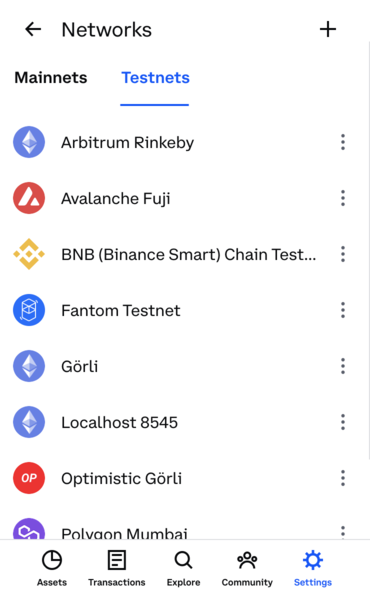 Networks
Mainnets Testnets
Arbitrum Rinkeby
Avalanche Fuji
BNB (Binance Smart) Chain Test...
Fantom Testnet
Görli
Localhost 8545
OP Optimistic Görli
Polygon Mumbai
Assets Transactions Explore Community Settings